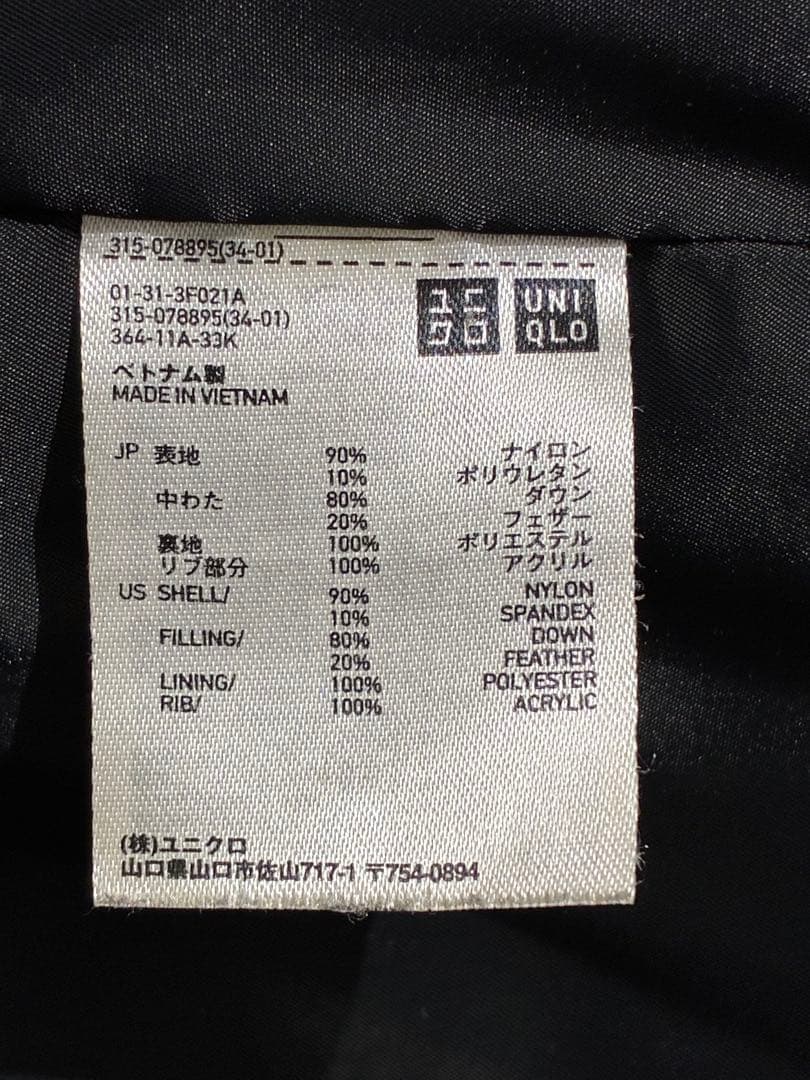 315-078895(34-01)
01-31-3F021A
315-078895(34-01)
364-11A-33K
ユニ
クロ
UNI
QLO
ベトナム製
MADE IN VIETNAM
JP 表地 90% ナイロン
10% ポリウレタン
中わた 80% ダウン
20% フェザー
裏地 100% ポリエステル
リブ部分 100% アクリル
US SHELL/ 90% NYLON
10% SPANDEX
FILLING/ 80% DOWN
20% FEATHER
LINING/ 100% POLYESTER
RIB/ 100% ACRYLIC
(株)ユニクロ
山口県山口市佐山717-1 〒754-0894